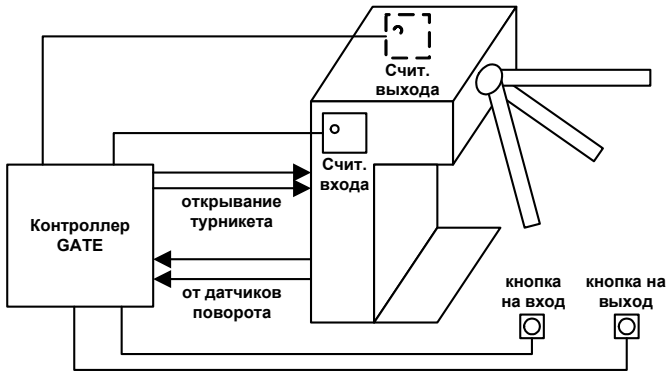 Счит.
выхода
Счит.
входа
открывание
турникета
Контроллер
GATE
от датчиков
поворота
кнопка
на вход
кнопка на
выход